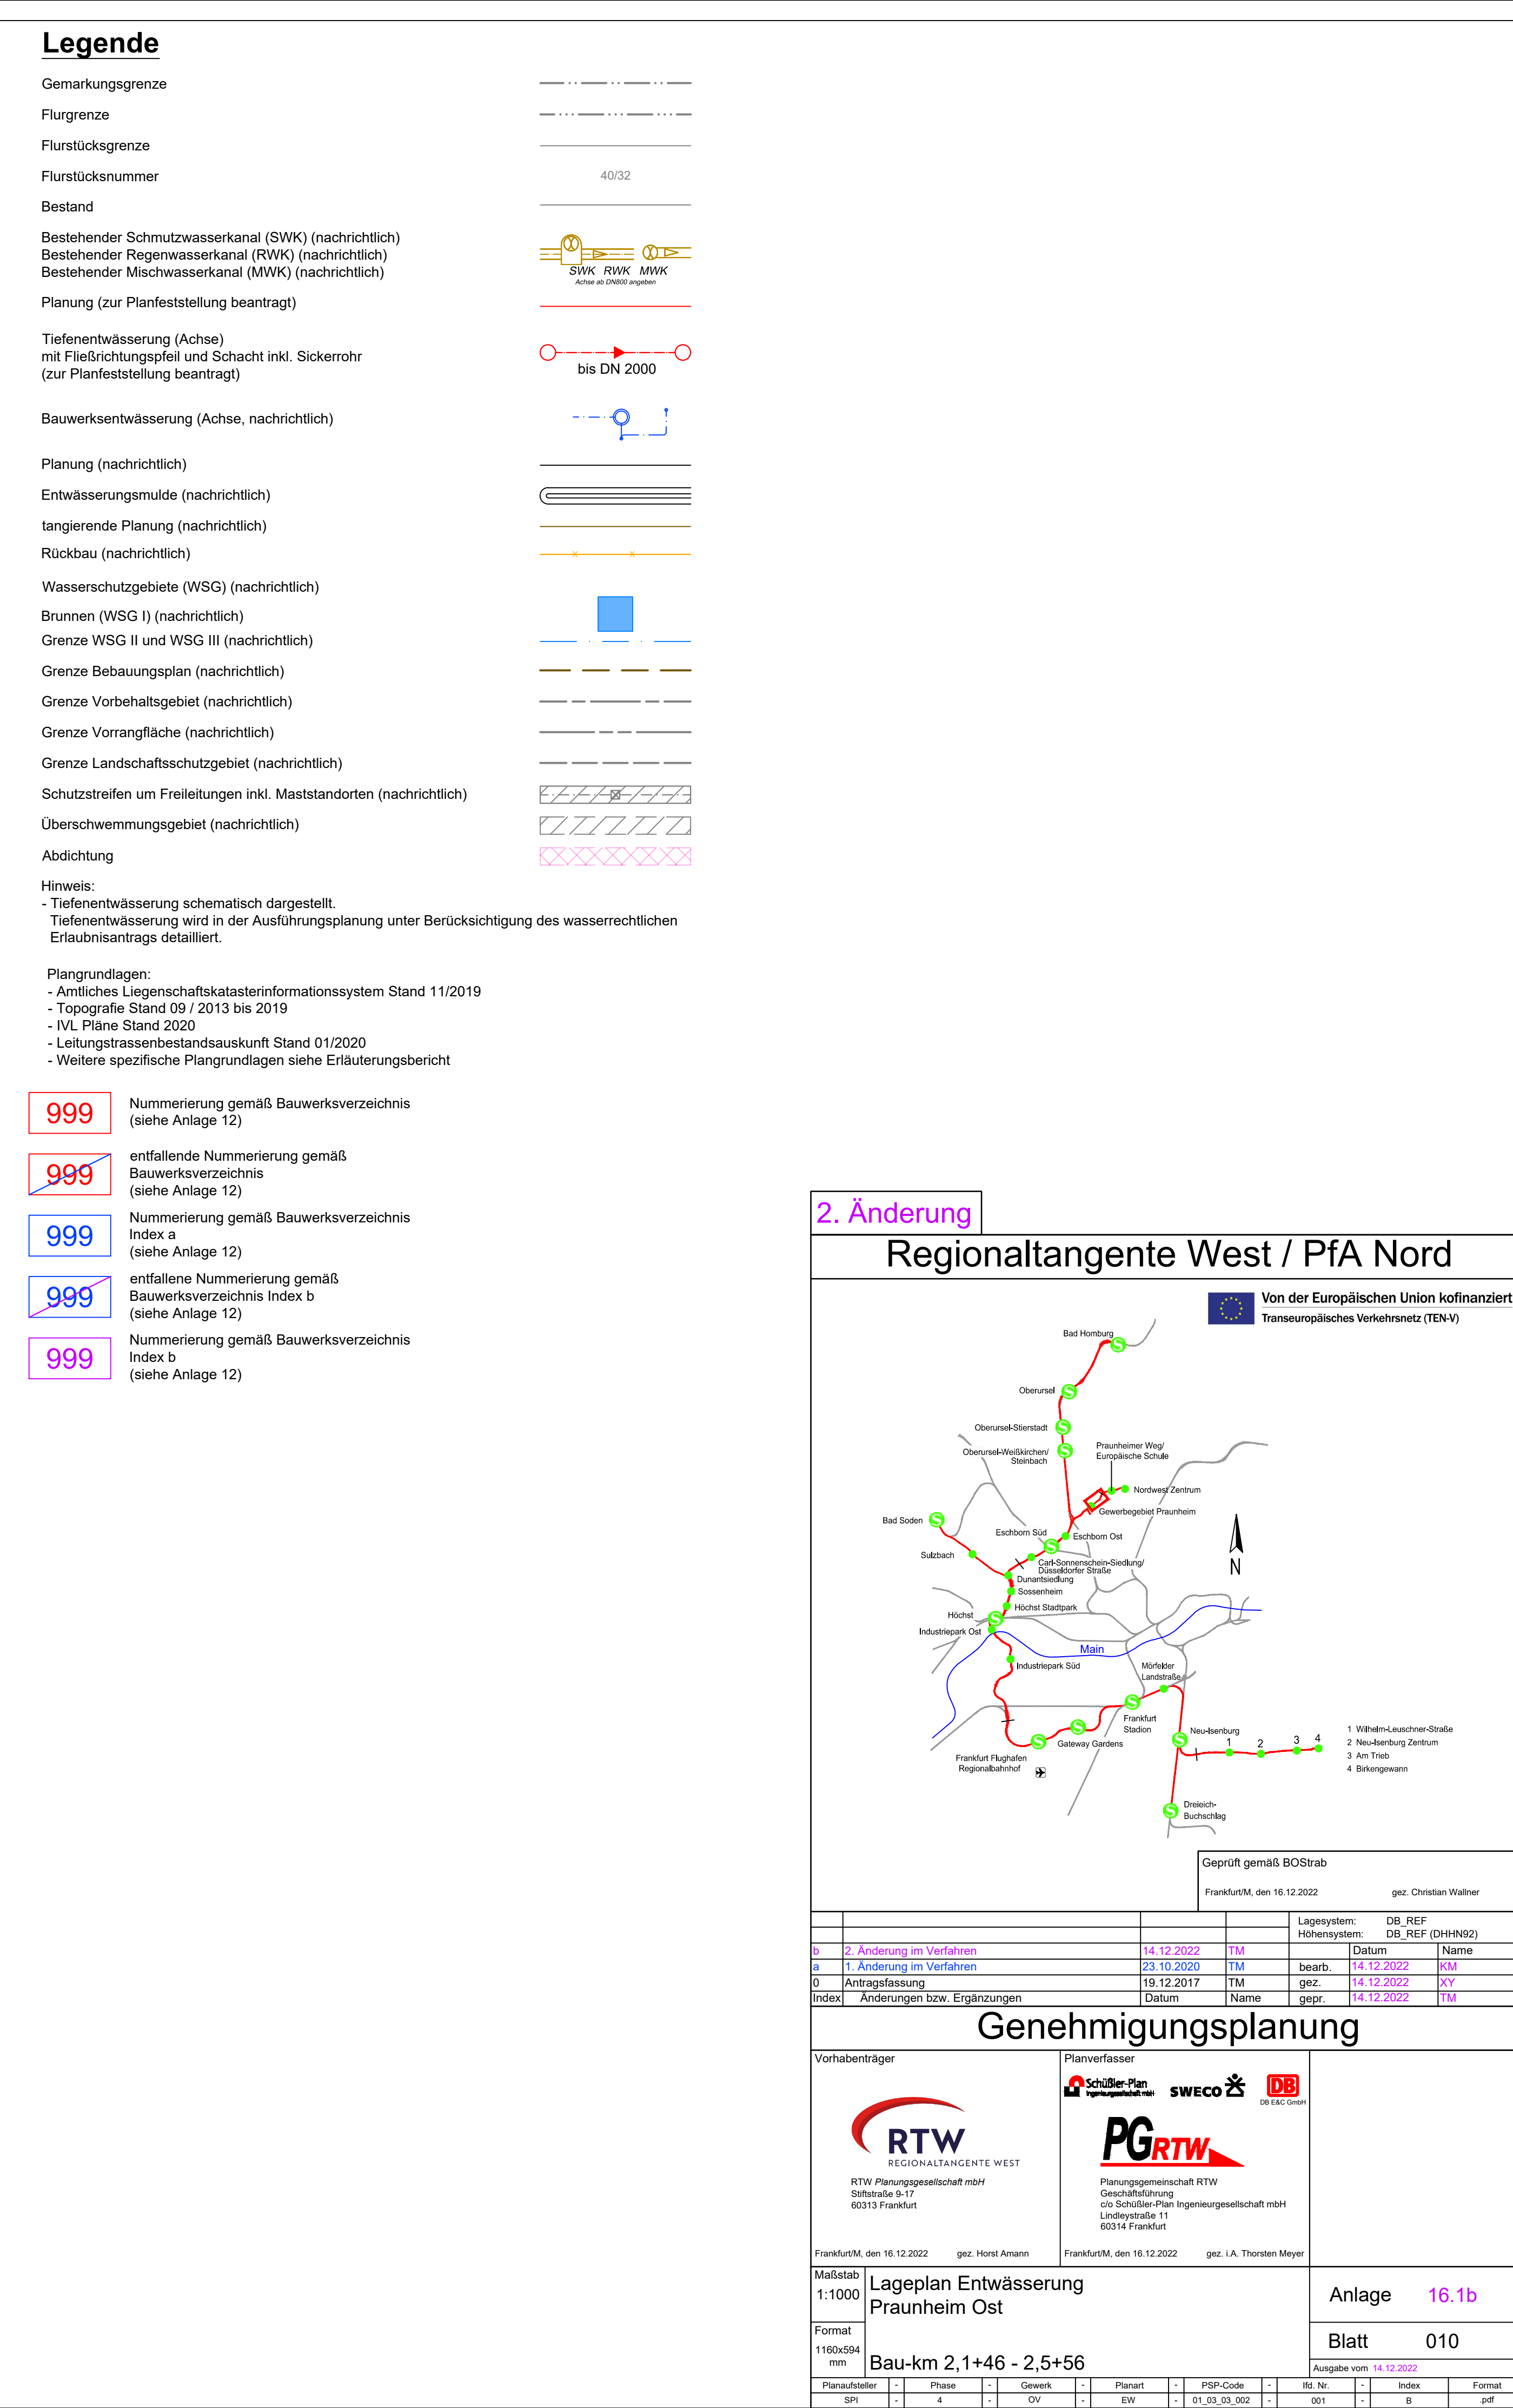 Legende
Gemarkungsgrenze
Flurgrenze
Flurstücksgrenze
Flurstücksnummer 40/32
Bestand
Bestehender Schmutzwasserkanal (SWK) (nachrichtlich)
Bestehender Regenwasserkanal (RWK) (nachrichtlich)
Bestehender Mischwasserkanal (MWK) (nachrichtlich)
SWK RWK MWK
Achse ab DN800 angeben
Planung (zur Planfeststellung beantragt)
Tiefenentwässerung (Achse)
mit Fließrichtungspfeil und Schacht inkl. Sickerrohr
(zur Planfeststellung beantragt)
bis DN 2000
Bauwerksentwässerung (Achse, nachrichtlich)
Planung (nachrichtlich)
Entwässerungsmulde (nachrichtlich)
tangierende Planung (nachrichtlich)
Rückbau (nachrichtlich)
Wasserschutzgebiete (WSG) (nachrichtlich)
Brunnen (WSG I) (nachrichtlich)
Grenze WSG II und WSG III (nachrichtlich)
Grenze Bebauungsplan (nachrichtlich)
Grenze Vorbehaltsgebiet (nachrichtlich)
Grenze Vorrangfläche (nachrichtlich)
Grenze Landschaftsschutzgebiet (nachrichtlich)
Schutzstreifen um Freileitungen inkl. Maststandorten (nachrichtlich)
Überschwemmungsgebiet (nachrichtlich)
Abdichtung
Hinweis:
- Tiefenentwässerung schematisch dargestellt.
Tiefenentwässerung wird in der Ausführungsplanung unter Berücksichtigung des wasserrechtlichen
Erlaubnisantrags detailliert.
Plangrundlagen:
- Amtliches Liegenschaftskatasterinformationssystem Stand 11/2019
- Topografie Stand 09 / 2013 bis 2019
- IVL Pläne Stand 2020
- Leitungstrassenbestandsauskunft Stand 01/2020
- Weitere spezifische Plangrundlagen siehe Erläuterungsbericht
999 Nummerierung gemäß Bauwerksverzeichnis
(siehe Anlage 12)
999 entfallende Nummerierung gemäß
Bauwerksverzeichnis
(siehe Anlage 12)
999 Nummerierung gemäß Bauwerksverzeichnis
Index a
(siehe Anlage 12)
999 entfallene Nummerierung gemäß
Bauwerksverzeichnis Index b
(siehe Anlage 12)
999 Nummerierung gemäß Bauwerksverzeichnis
Index b
(siehe Anlage 12)
2. Änderung
Regionaltangente West / PfA Nord
Von der Europäischen Union kofinanziert
Transeuropäisches Verkehrsnetz (TEN-V)
Bad Homburg
S
Oberursel
S
Oberursel-Stierstadt
S
Oberursel-Weißkirchen/
Steinbach
S
Praunheimer Weg/
Europäische Schule
Nordwest Zentrum
Gewerbegebiet Praunheim
Bad Soden
S
Eschborn Süd
S
Eschborn Ost
Sulzbach
Carl-Sonnenschein-Siedlung/
Düsseldorfer Straße
Dunantsiedlung
Sossenheim
Höchst Stadtpark
Höchst
S
Industriepark Ost
N
Main
Industriepark Süd
Mörfelder
Landstraße
S
Frankfurt
Stadion
S
Gateway Gardens
S
Frankfurt Flughafen
Regionalbahnhof
S
Neu-Isenburg
1 2 3 4
1 Wilhelm-Leuschner-Straße
2 Neu-Isenburg Zentrum
3 Am Trieb
4 Birkengewann
S
Dreieich-
Buchschlag
Geprüft gemäß BOStrab
Frankfurt/M, den 16.12.2022 gez. Christian Wallner
Lagesystem: DB_REF
Höhensystem: DB_REF (DHHN92)
b 2. Änderung im Verfahren 14.12.2022 TM Datum Name
a 1. Änderung im Verfahren 23.10.2020 TM bearb. 14.12.2022 KM
0 Antragsfassung 19.12.2017 TM gez. 14.12.2022 XY
Index Änderungen bzw. Ergänzungen Datum Name gepr. 14.12.2022 TM
Genehmigungsplanung
Vorhabenträger
RTW
REGIONALTANGENTE WEST
RTW Planungsgesellschaft mbH
Stiftstraße 9-17
60313 Frankfurt
Frankfurt/M, den 16.12.2022 gez. Horst Amann
Planverfasser
Schüßler-Plan
Ingenieurgesellschaft mbH
SWECO
DB
DB E&C GmbH
PG RTW
Planungsgemeinschaft RTW
Geschäftsführung
c/o Schüßler-Plan Ingenieurgesellschaft mbH
Lindleystraße 11
60314 Frankfurt
Frankfurt/M, den 16.12.2022 gez. i.A. Thorsten Meyer
Maßstab
1:1000
Lageplan Entwässerung
Praunheim Ost
Format
1160x594
mm
Bau-km 2,1+46 - 2,5+56
Anlage 16.1b
Blatt 010
Ausgabe vom 14.12.2022
Planaufsteller - Phase - Gewerk - Planart - PSP-Code - lfd. Nr. - Index Format
SPI - 4 - OV - EW - 01_03_03_002 - 001 - B .pdf